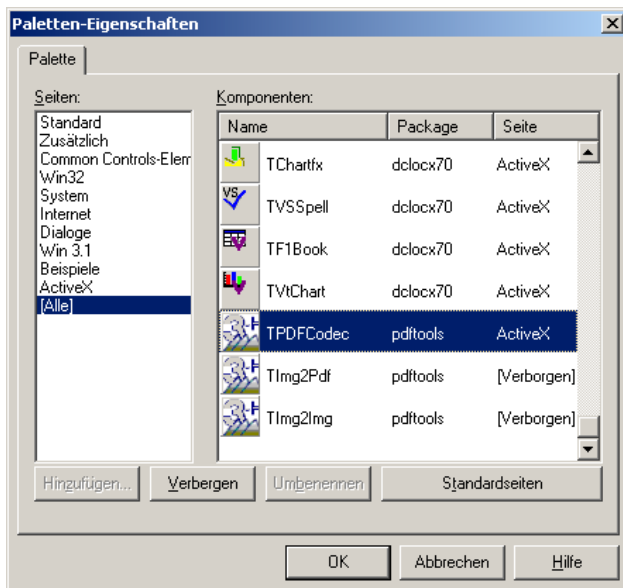 Paletten-Eigenschaften
Palette
Seiten:
Standard
Zusätzlich
Common Controls-Elem
Win32
System
Internet
Dialoge
Win 3.1
Beispiele
ActiveX
[Alle]
Komponenten:
Name Package Seite
TChartfx dclocx70 ActiveX
VS TVSSpell dclocx70 ActiveX
TF1Book dclocx70 ActiveX
TVtChart dclocx70 ActiveX
TPDFCodec pdftools ActiveX
TImg2Pdf pdftools [Verborgen]
TImg2Img pdftools [Verborgen]
Hinzufügen... Verbergen Umbenennen Standardseiten
OK Abbrechen Hilfe